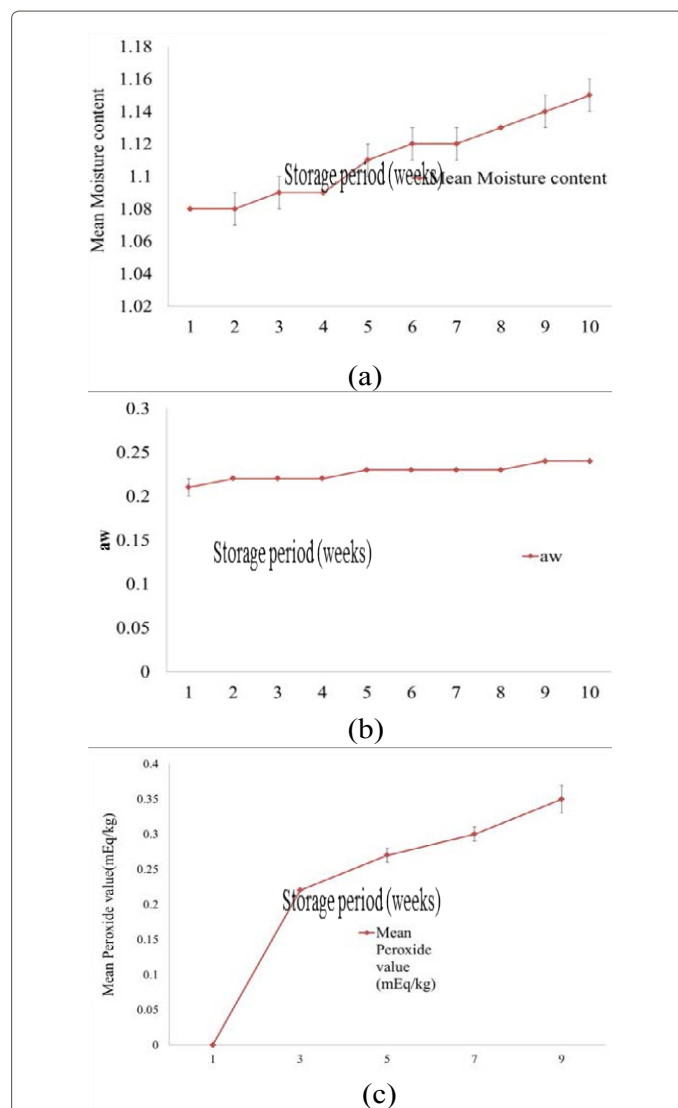 1.18
1.16
1.14
1.12
1.1
1.08
1.06
1.04
1.02
Mean Moisture content
Storage period (weeks)
Mean Moisture content
1 2 3 4 5 6 7 8 9 10
(a)
0.3
0.25
0.2
0.15
0.1
0.05
0
aw
Storage period (weeks)
aw
1 2 3 4 5 6 7 8 9 10
(b)
0.4
0.35
0.3
0.25
0.2
0.15
0.1
0.05
0
Mean Peroxide value(mEq/kg)
Storage period (weeks)
Mean
Peroxide
value
(mEq/kg)
1 3 5 7 9
(c)